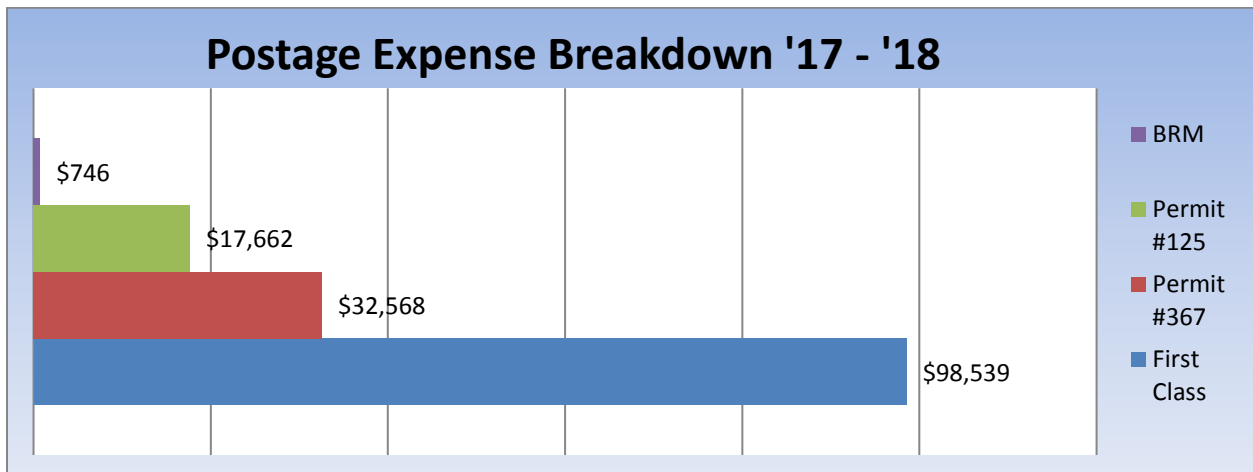 Postage Expense Breakdown '17 - '18
$746
$17,662
$32,568
$98,539
BRM
Permit
#125
Permit
#367
First
Class